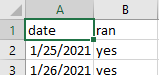 A B
1 date ran
2 1/25/2021 yes
3 1/26/2021 yes